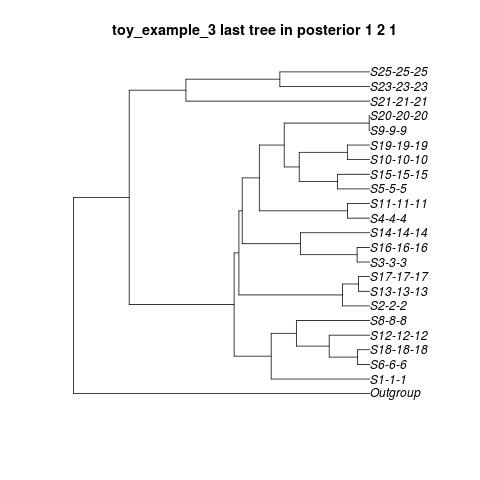 toy_example_3 last tree in posterior 1 2 1
S25-25-25
S23-23-23
S21-21-21
S20-20-20
S9-9-9
S19-19-19
S10-10-10
S15-15-15
S5-5-5
S11-11-11
S4-4-4
S14-14-14
S16-16-16
S3-3-3
S17-17-17
S13-13-13
S2-2-2
S8-8-8
S12-12-12
S18-18-18
S6-6-6
S1-1-1
Outgroup